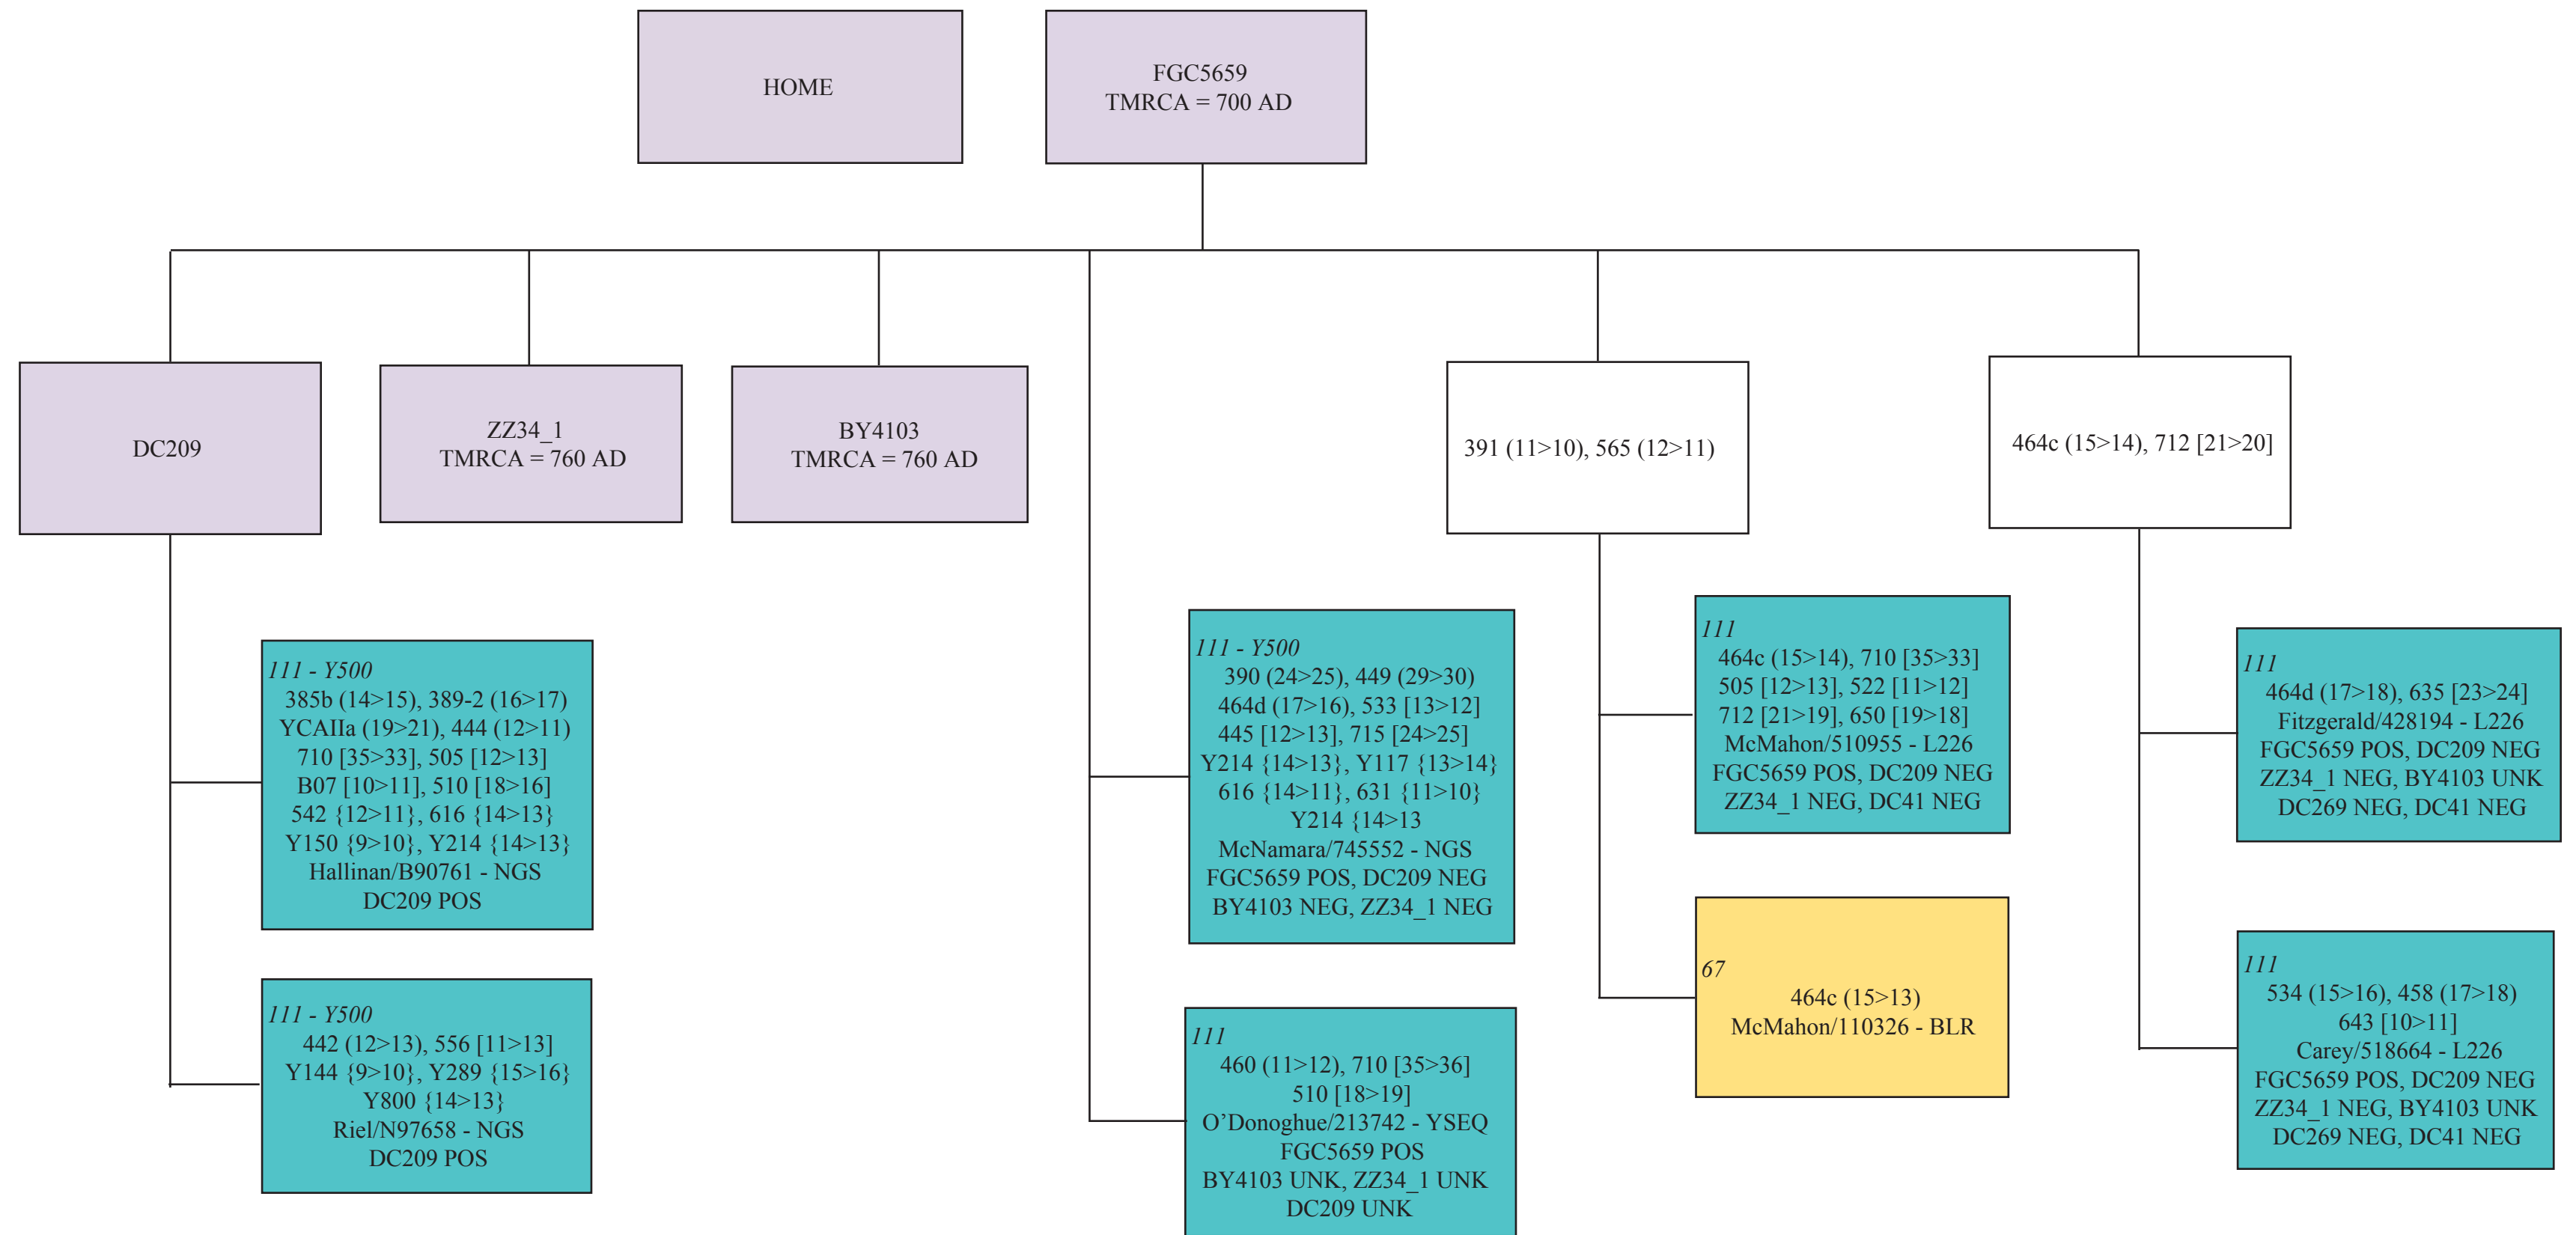 HOME
FGC5659
TMRCA = 700 AD
DC209
ZZ34_1
TMRCA = 760 AD
BY4103
TMRCA = 760 AD
391 (11>10), 565 (12>11)
464c (15>14), 712 [21>20]
111 - Y500
385b (14>15), 389-2 (16>17)
YCAIIa (19>21), 444 (12>11)
710 [35>33], 505 [12>13]
B07 [10>11], 510 [18>16]
542 {12>11}, 616 {14>13}
Y150 {9>10}, Y214 {14>13}
Hallinan/B90761 - NGS
DC209 POS
111 - Y500
442 (12>13), 556 [11>13]
Y144 {9>10}, Y289 {15>16}
Y800 {14>13}
Riel/N97658 - NGS
DC209 POS
111 - Y500
390 (24>25), 449 (29>30)
464d (17>16), 533 [13>12]
445 [12>13], 715 [24>25]
Y214 {14>13}, Y117 {13>14}
616 {14>11}, 631 {11>10}
Y214 {14>13
McNamara/745552 - NGS
FGC5659 POS, DC209 NEG
BY4103 NEG, ZZ34_1 NEG
111
460 (11>12), 710 [35>36]
510 [18>19]
O’Donoghue/213742 - YSEQ
FGC5659 POS
BY4103 UNK, ZZ34_1 UNK
DC209 UNK
111
464c (15>14), 710 [35>33]
505 [12>13], 522 [11>12]
712 [21>19], 650 [19>18]
McMahon/510955 - L226
FGC5659 POS, DC209 NEG
ZZ34_1 NEG, DC41 NEG
67
464c (15>13)
McMahon/110326 - BLR
111
464d (17>18), 635 [23>24]
Fitzgerald/428194 - L226
FGC5659 POS, DC209 NEG
ZZ34_1 NEG, BY4103 UNK
DC269 NEG, DC41 NEG
111
534 (15>16), 458 (17>18)
643 [10>11]
Carey/518664 - L226
FGC5659 POS, DC209 NEG
ZZ34_1 NEG, BY4103 UNK
DC269 NEG, DC41 NEG